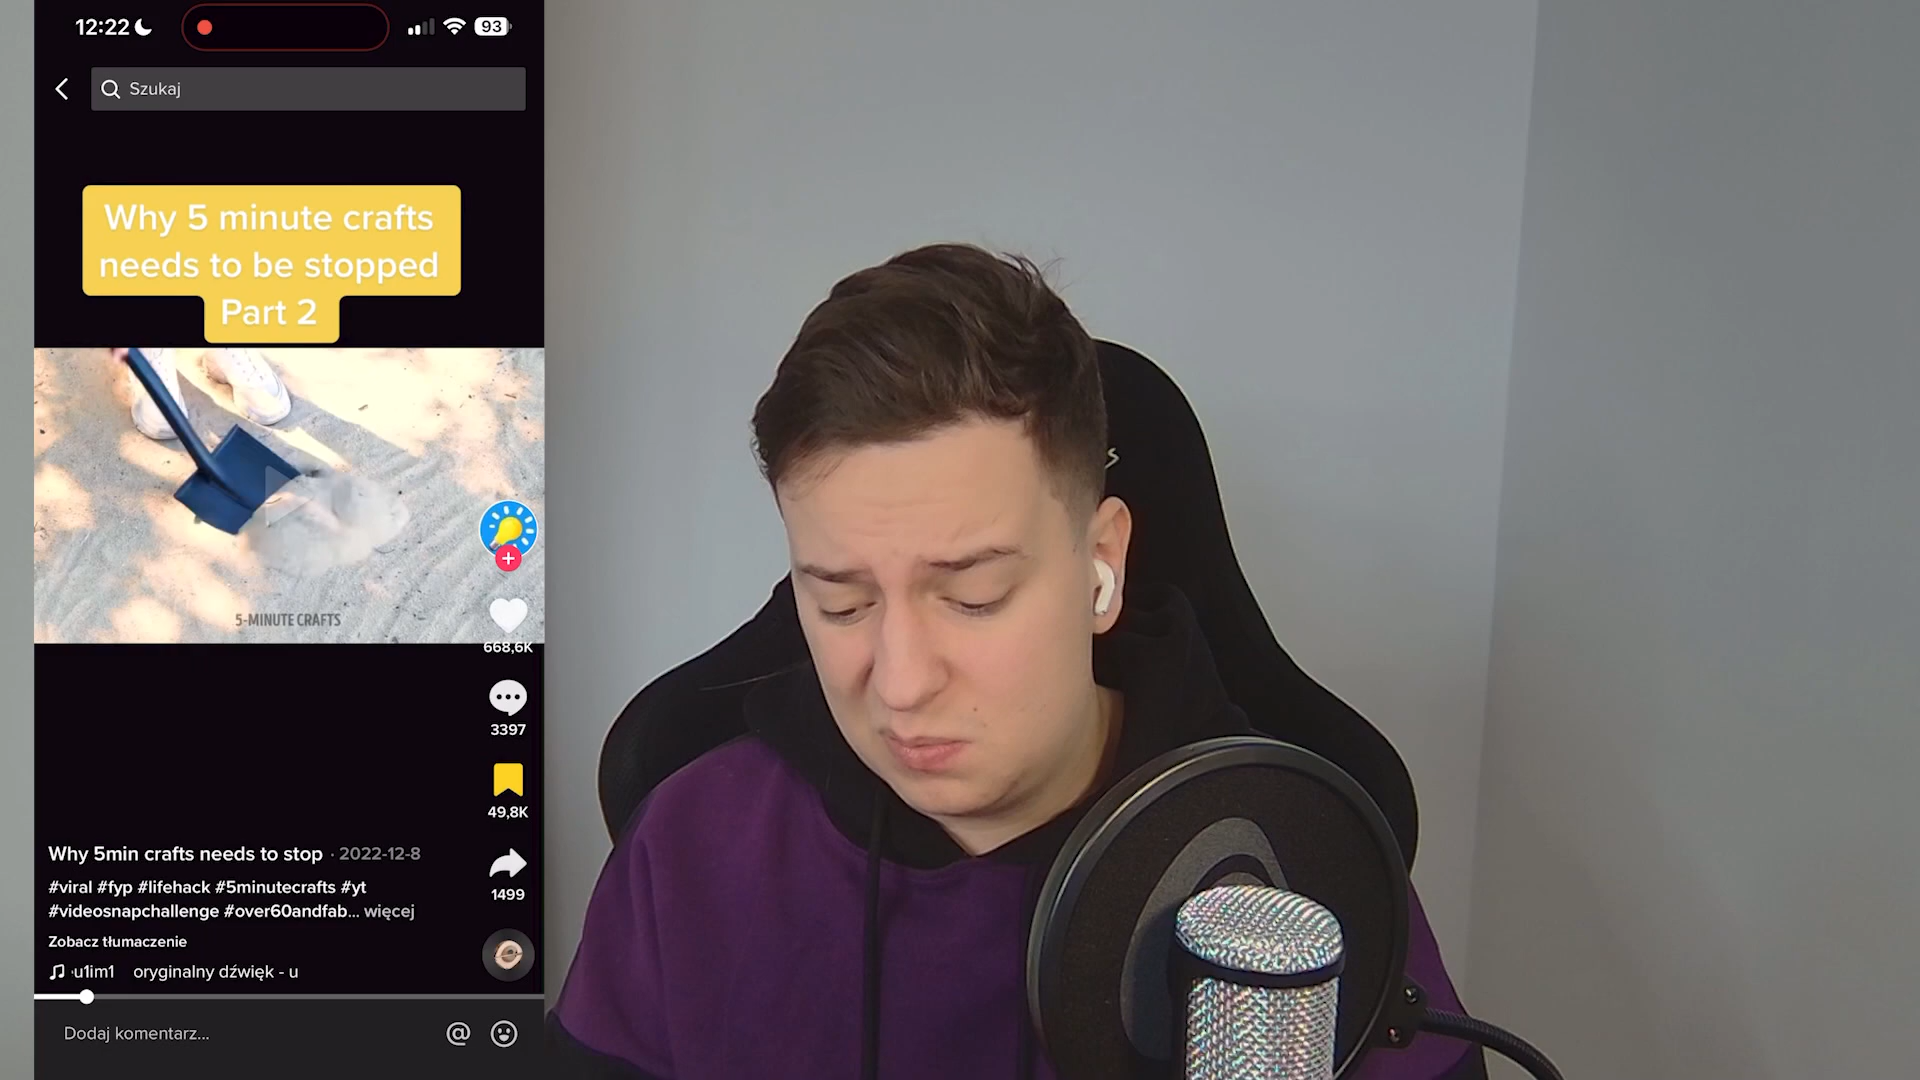 12:22
93
Szukaj
Why 5 minute crafts
needs to be stopped
Part 2
5-MINUTE CRAFTS
668,6K
3397
49,8K
1499
Why 5min crafts needs to stop · 2022-12-8
#viral #fyp #lifehack #5minutecrafts #yt
#videosnapchallenge #over60andfab... więcej
Zobacz tłumaczenie
·u1im1 oryginalny dźwięk - u
Dodaj komentarz...
@